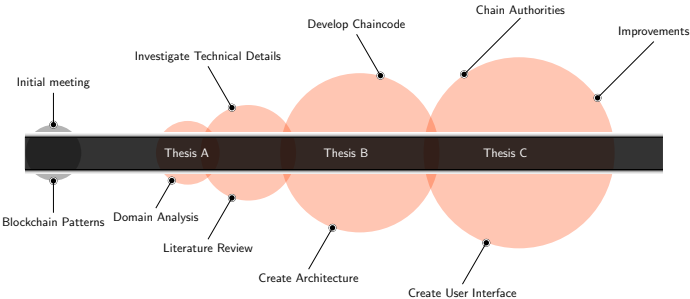 Chain Authorities
Develop Chaincode
Improvements
Investigate Technical Details
Initial meeting
Thesis A
Thesis B
Thesis C
Domain Analysis
Blockchain Patterns
Literature Review
Create Architecture
Create User Interface